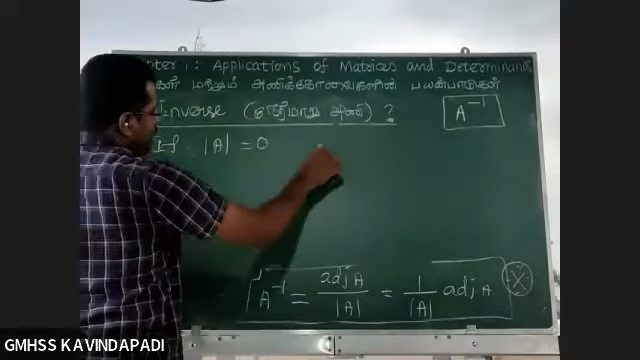 pter 1: Applications of Matrices and Determinants
கள் மற்றும் அணிக்கோவைகளின் பயன்பாடுகள்
Inverse (நேர்மாறு அணி) ?
A⁻¹
If |A| = 0
A⁻¹ = adj A / |A| = 1/|A| adj A
GMHSS KAVINDAPADI